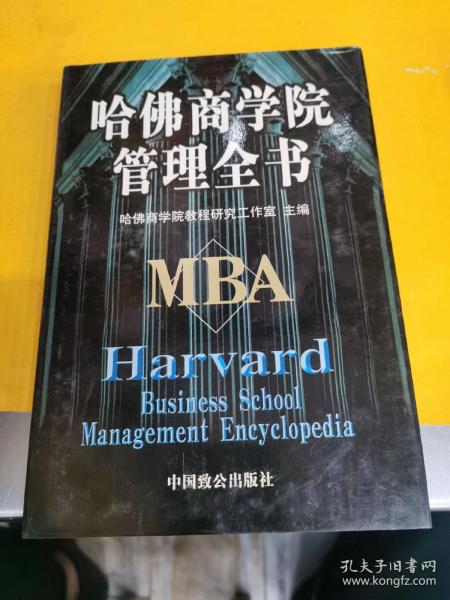 哈佛商学院
管理全书
哈佛商学院教程研究工作室 主编
MBA
Harvard
Business School
Management Encyclopedia
中国致公出版社
孔夫子旧书网
www.kongfz.com